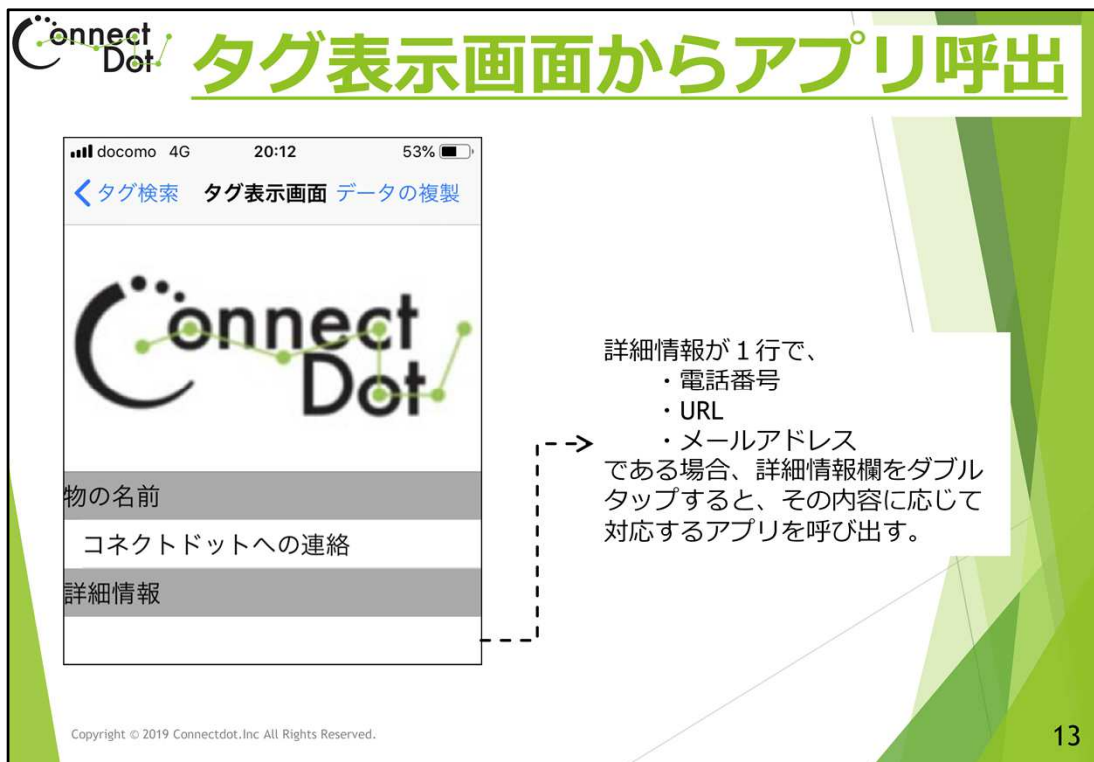 Connect
Dot
タグ表示画面からアプリ呼出
docomo 4G 20:12 53%
タグ検索 タグ表示画面 データの複製
Connect
Dot
物の名前
コネクトドットへの連絡
詳細情報
詳細情報が１行で、
・電話番号
・URL
・メールアドレス
である場合、詳細情報欄をダブル
タップすると、その内容に応じて
対応するアプリを呼び出す。
Copyright © 2019 Connectdot.Inc All Rights Reserved.
13